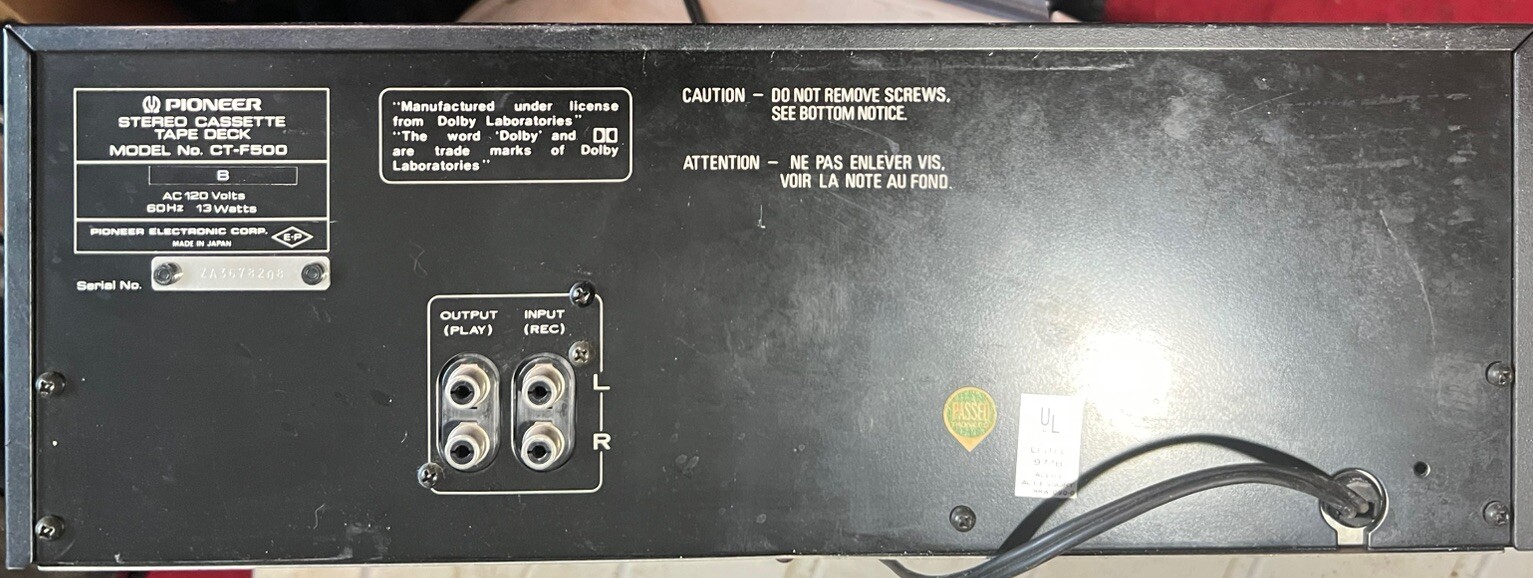 PIONEER
STEREO CASSETTE
TAPE DECK
MODEL No. CT-F500
B
AC 120 Volts
60Hz 13 Watts
PIONEER ELECTRONIC CORP.
MADE IN JAPAN
E-P
Serial No. ZA3678208
"Manufactured under license
from Dolby Laboratories"
"The word 'Dolby' and
are trade marks of Dolby
Laboratories"
CAUTION – DO NOT REMOVE SCREWS,
SEE BOTTOM NOTICE.
ATTENTION – NE PAS ENLEVER VIS,
VOIR LA NOTE AU FOND.
OUTPUT
(PLAY)
INPUT
(REC)
L
R
PASSED
UL